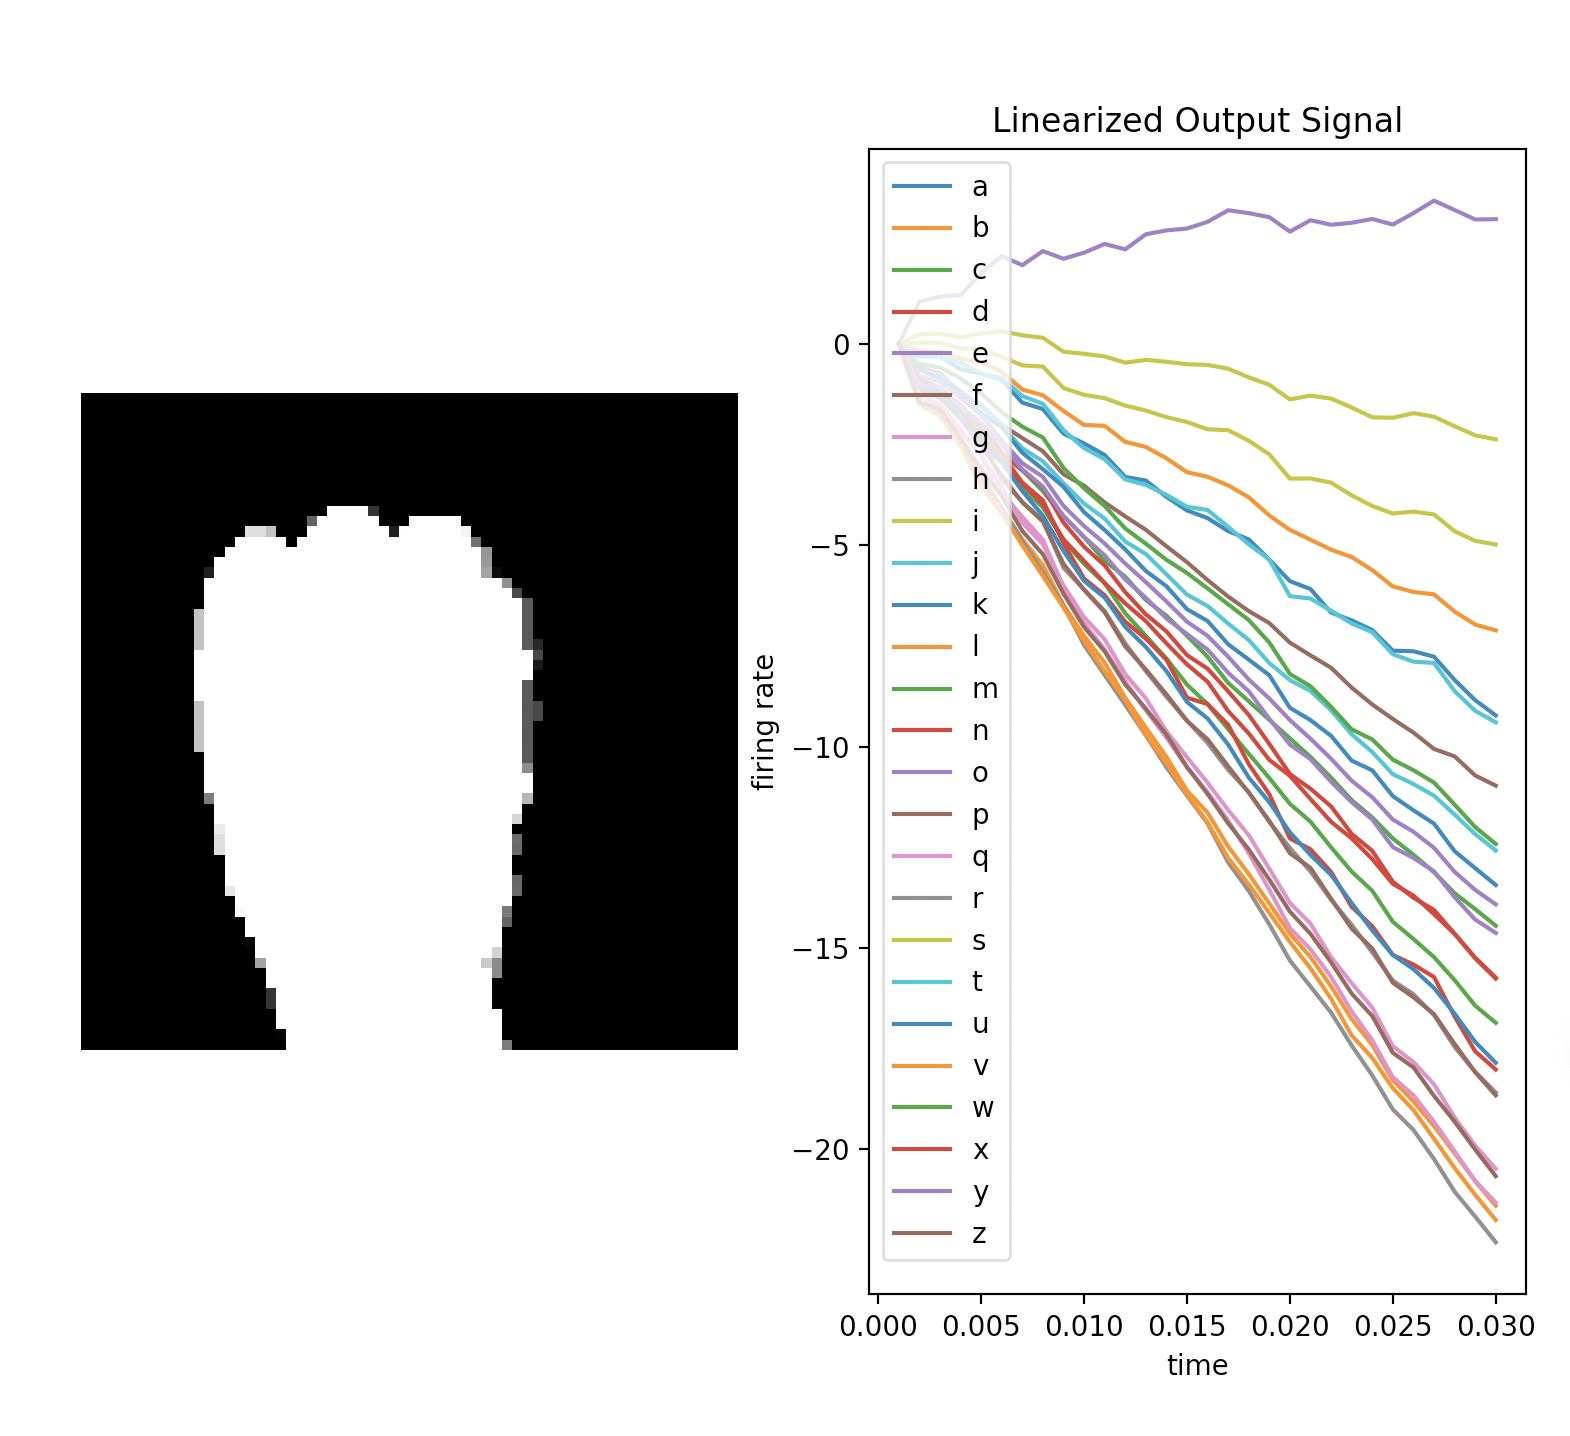 Linearized Output Signal
a
b
c
d
e
f
g
h
i
j
k
l
m
n
o
p
q
r
s
t
u
v
w
x
y
z
0
−5
−10
−15
−20
firing rate
0.000 0.005 0.010 0.015 0.020 0.025 0.030
time